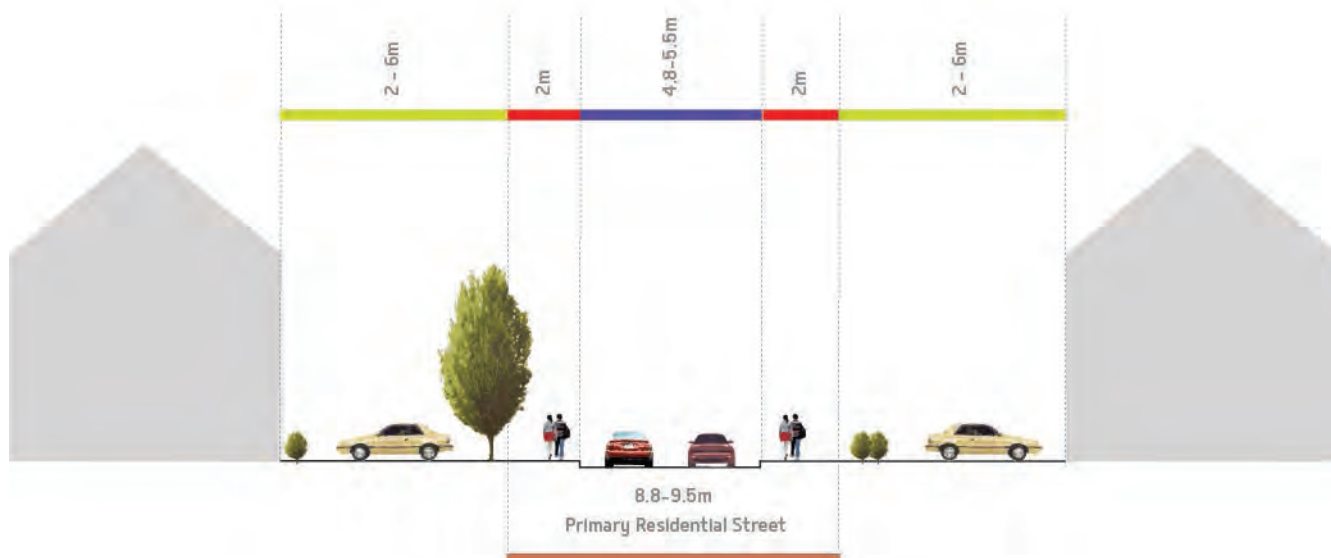 2 - 6m
2m
4.8-5.5m
2m
2 - 6m
8.8-9.5m
Primary Residential Street